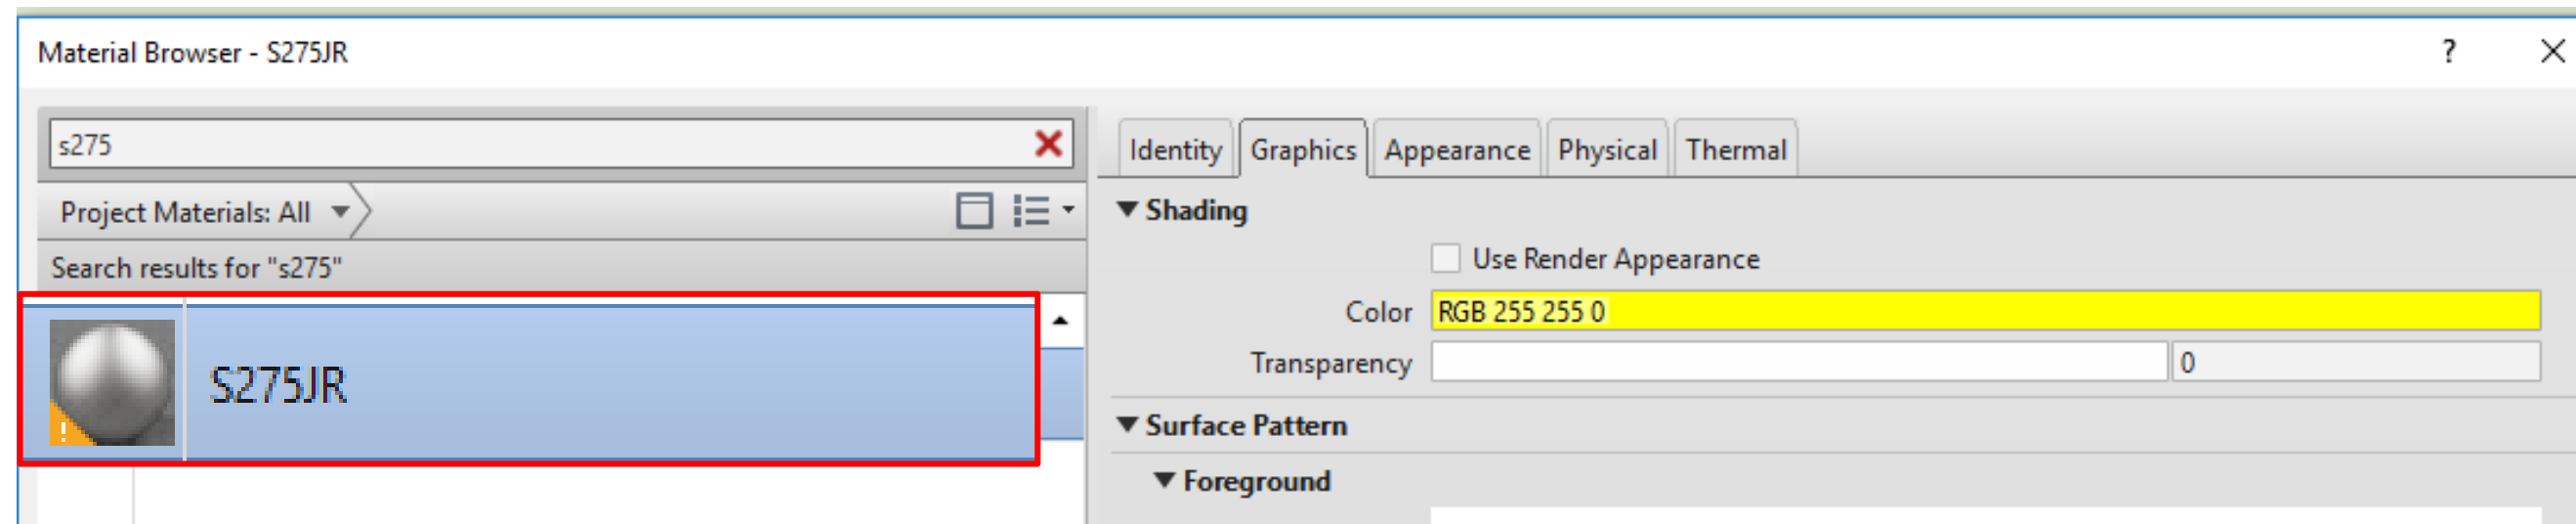 Material Browser - S275JR
?
s275
Project Materials: All
Search results for "s275"
S275JR
Identity Graphics Appearance Physical Thermal
Shading
Use Render Appearance
Color RGB 255 255 0
Transparency 0
Surface Pattern
Foreground